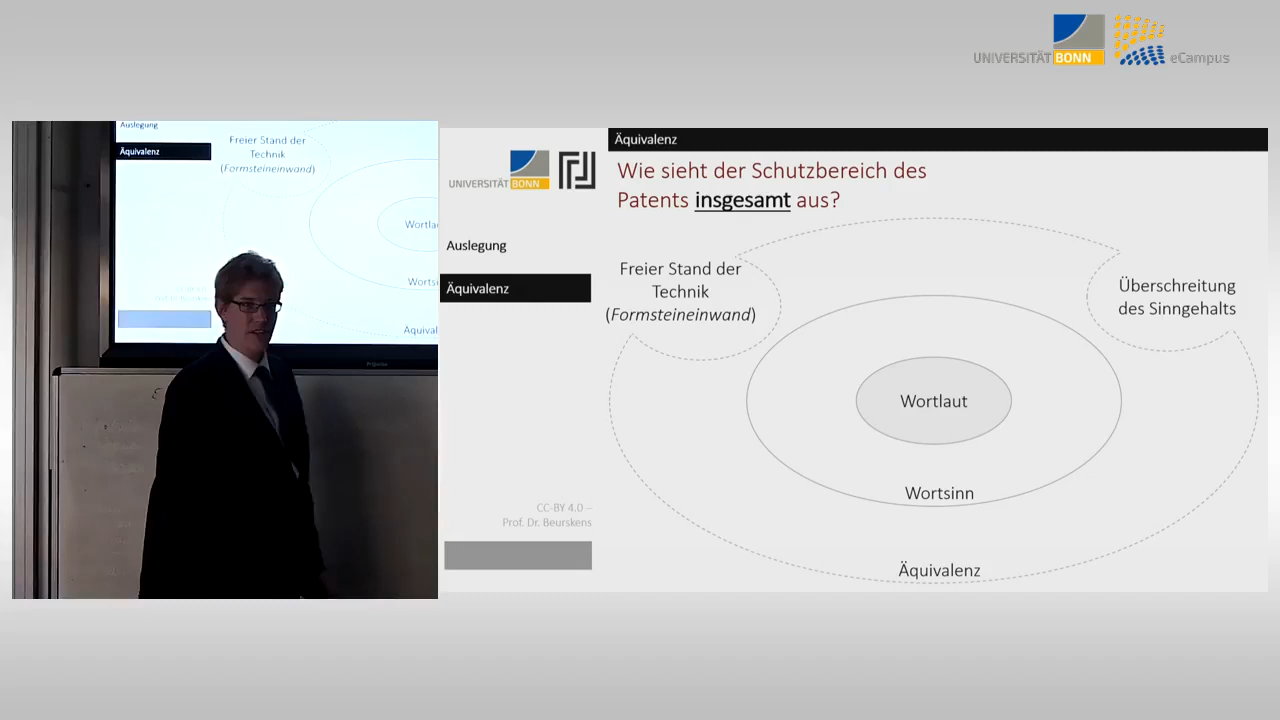 UNIVERSITÄT BONN
eCampus
Auslegung
Äquivalenz
Freier Stand der
Technik
(Formsteineinwand)
Wortsi
Äquival
UNIVERSITÄT BONN
Auslegung
Äquivalenz
CC-BY 4.0 –
Prof. Dr. Beurskens
Äquivalenz
Wie sieht der Schutzbereich des
Patents insgesamt aus?
Freier Stand der
Technik
(Formsteineinwand)
Überschreitung
des Sinngehalts
Wortlaut
Wortsinn
Äquivalenz